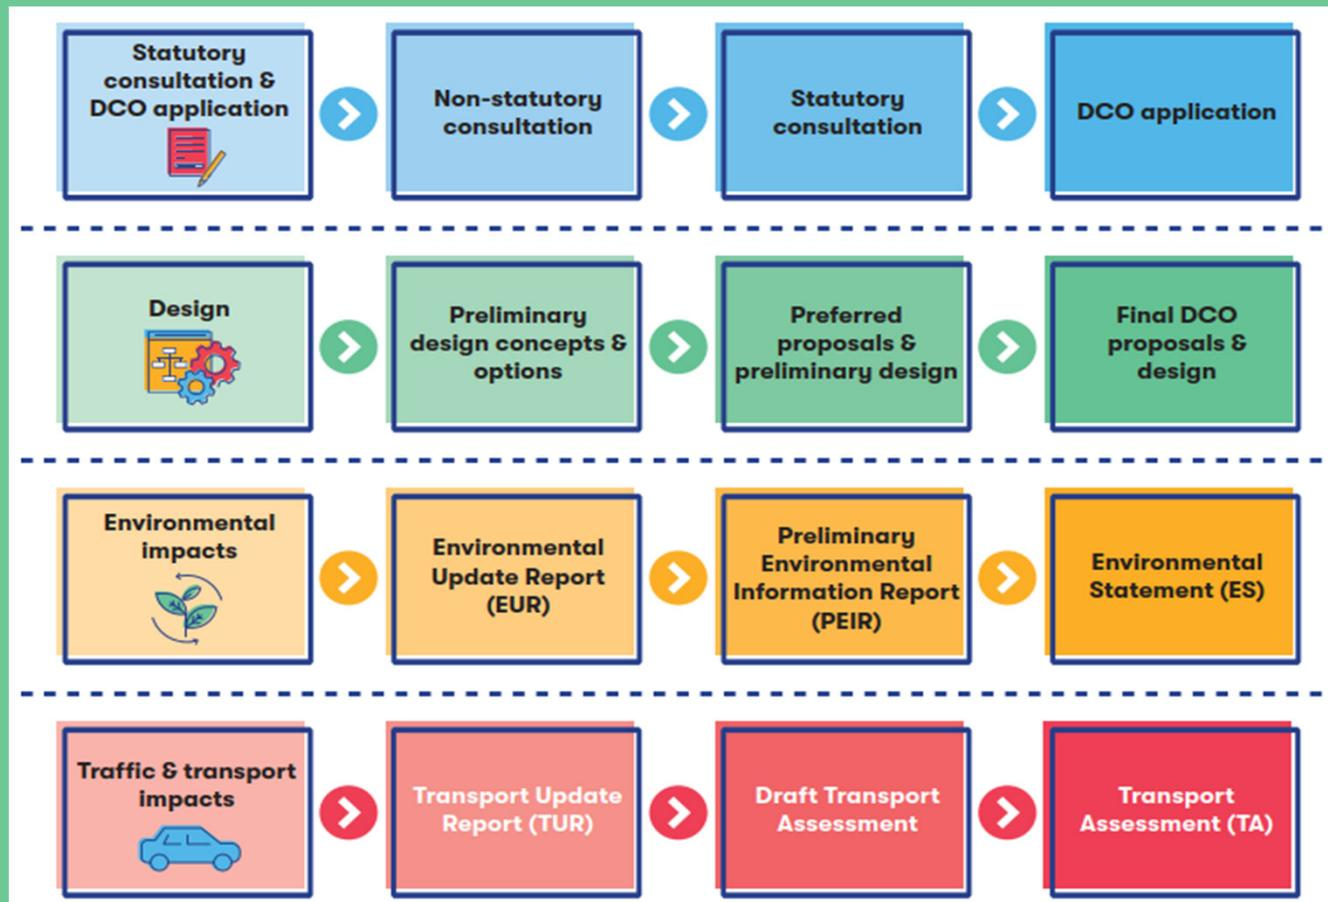 Statutory
consultation &
DCO application
Non-statutory
consultation
Statutory
consultation
DCO application
Design
Preliminary
design concepts &
options
Preferred
proposals &
preliminary design
Final DCO
proposals &
design
Environmental
impacts
Environmental
Update Report
(EUR)
Preliminary
Environmental
Information Report
(PEIR)
Environmental
Statement (ES)
Traffic & transport
impacts
Transport Update
Report (TUR)
Draft Transport
Assessment
Transport
Assessment (TA)